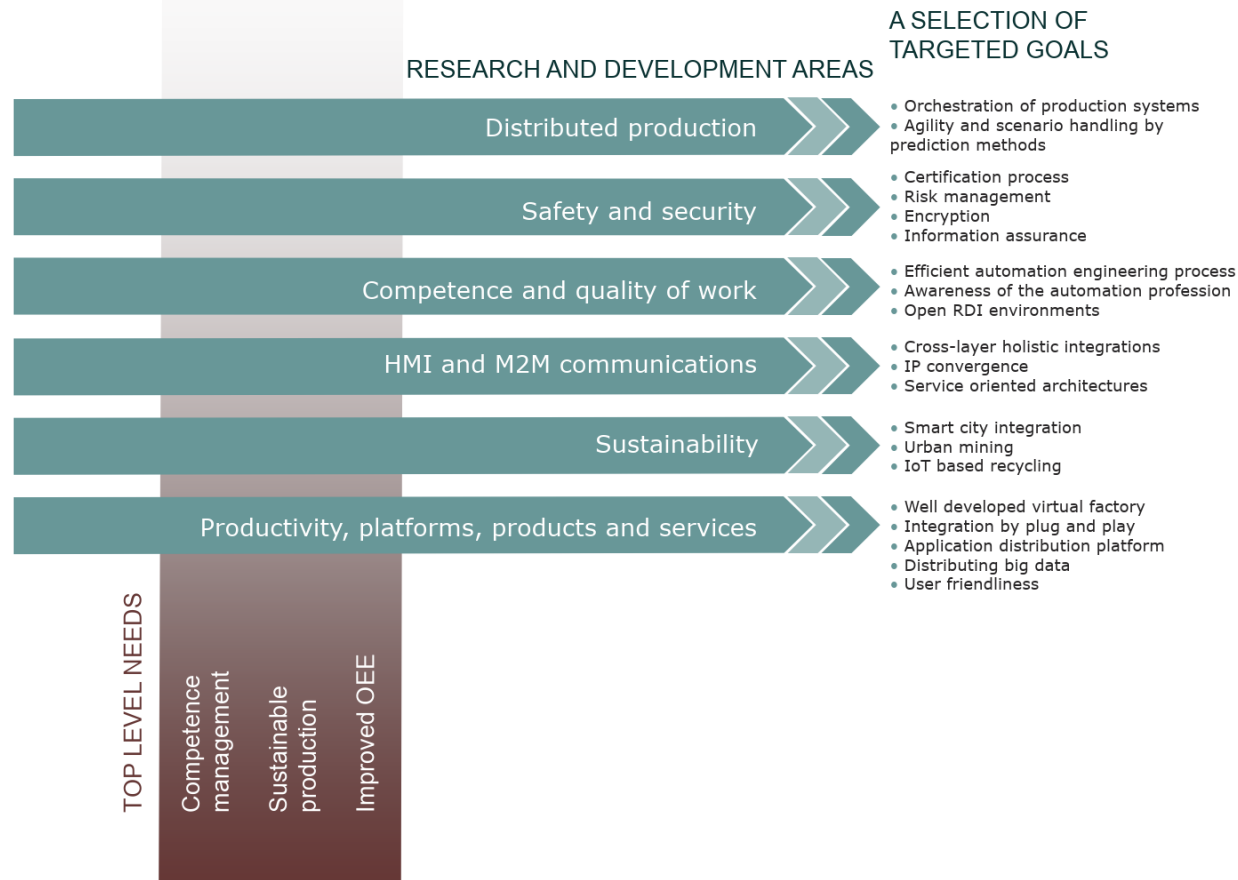 A SELECTION OF
TARGETED GOALS
RESEARCH AND DEVELOPMENT AREAS
Distributed production
• Orchestration of production systems
• Agility and scenario handling by
prediction methods
Safety and security
• Certification process
• Risk management
• Encryption
• Information assurance
Competence and quality of work
• Efficient automation engineering process
• Awareness of the automation profession
• Open RDI environments
HMI and M2M communications
• Cross-layer holistic integrations
• IP convergence
• Service oriented architectures
Sustainability
• Smart city integration
• Urban mining
• IoT based recycling
Productivity, platforms, products and services
• Well developed virtual factory
• Integration by plug and play
• Application distribution platform
• Distributing big data
• User friendliness
TOP LEVEL NEEDS
Competence
management
Sustainable
production
Improved OEE